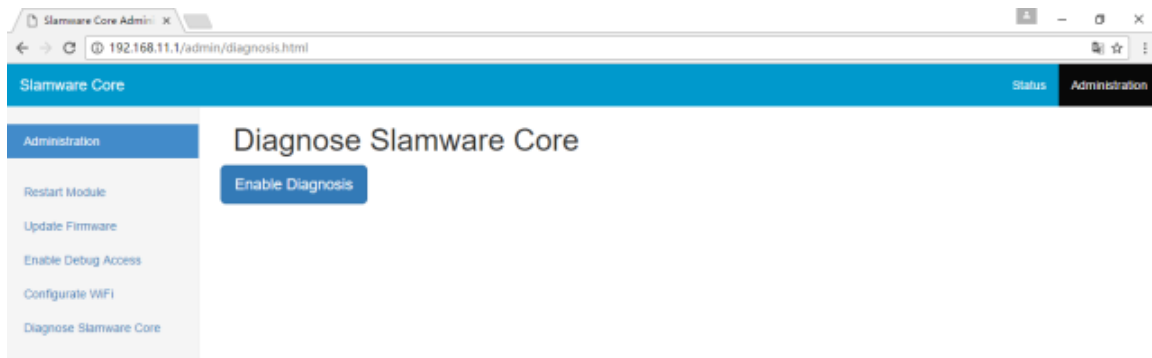 Slamware Core Admini
192.168.11.1/admin/diagnosis.html
Slamware Core
Status
Administration
Administration
Diagnose Slamware Core
Enable Diagnosis
Restart Module
Update Firmware
Enable Debug Access
Configurate WiFi
Diagnose Slamware Core